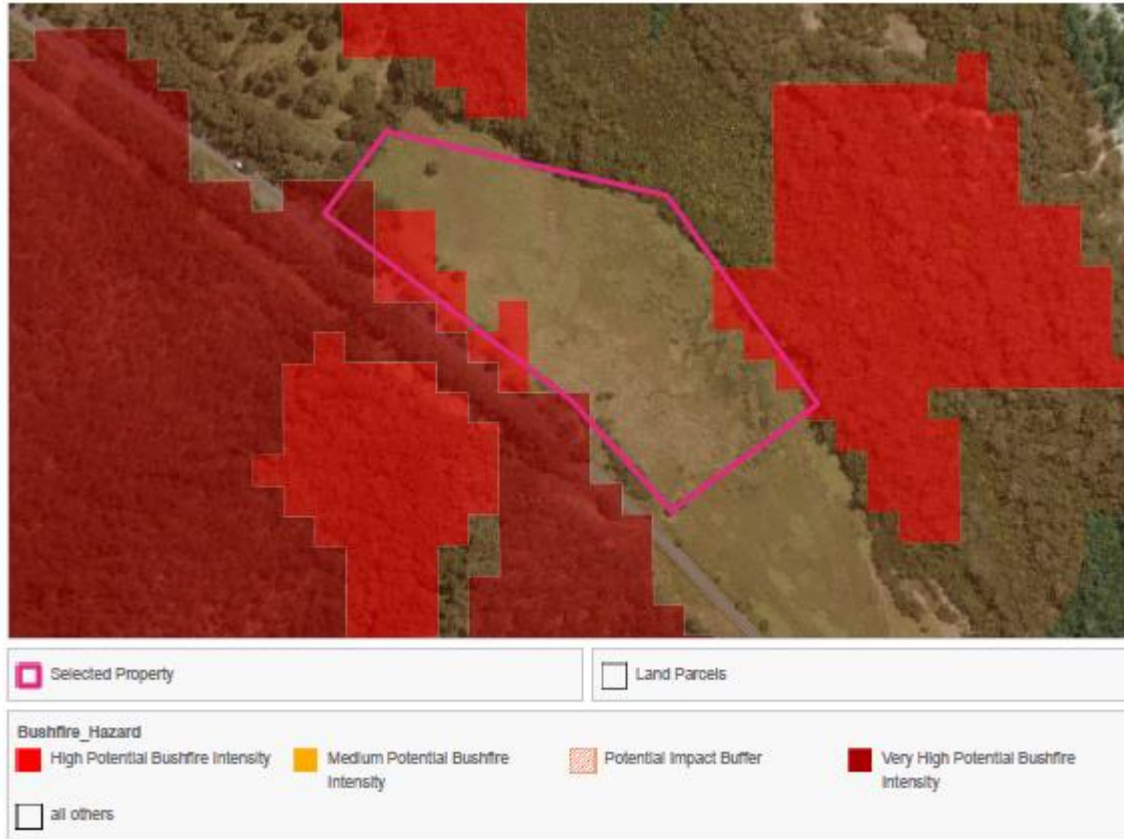 Selected Property
Land Parcels
Bushfire_Hazard
High Potential Bushfire Intensity
Medium Potential Bushfire
Intensity
Potential Impact Buffer
Very High Potential Bushfire
Intensity
all others